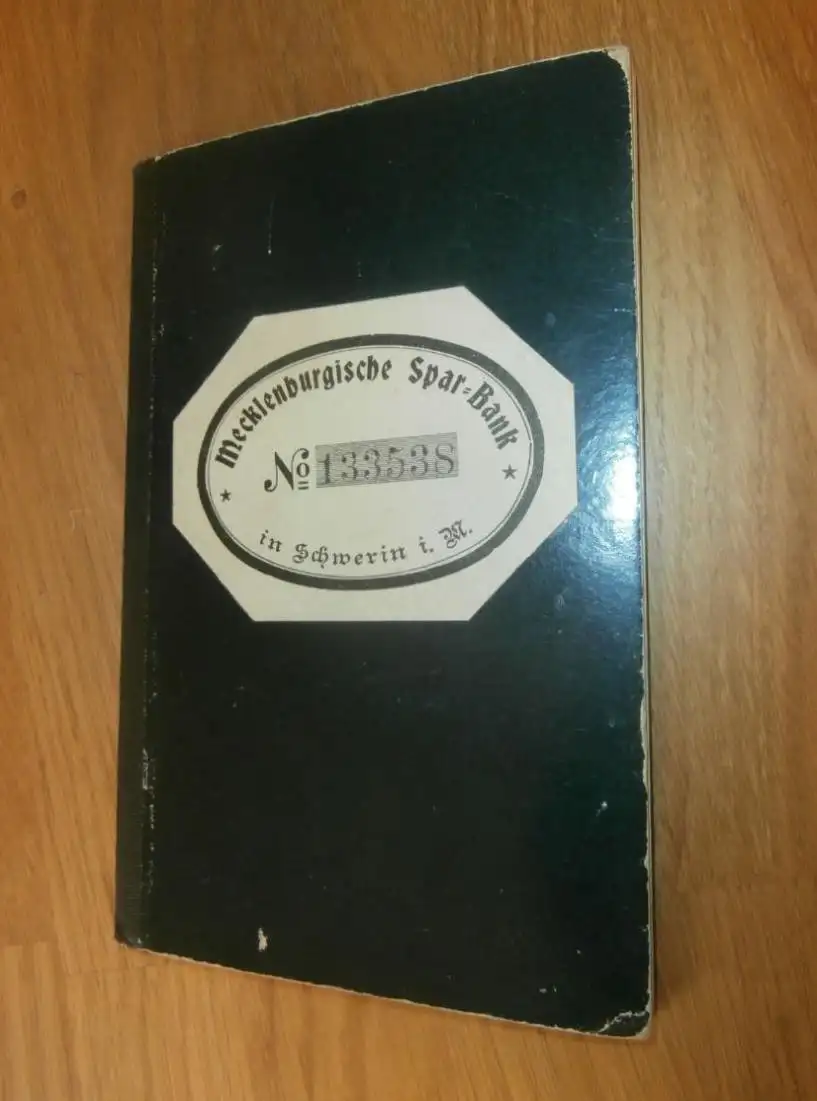 Mecklenburgische Spar=Bank
No 133538
in Schwerin i. M.